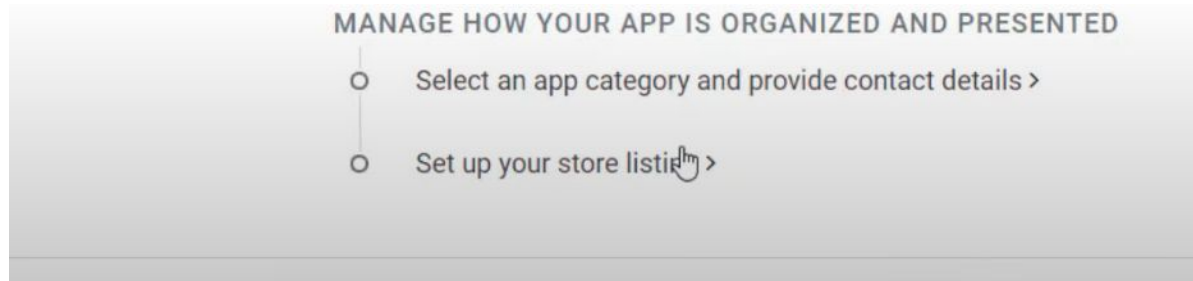 MANAGE HOW YOUR APP IS ORGANIZED AND PRESENTED
Select an app category and provide contact details >
Set up your store listing >